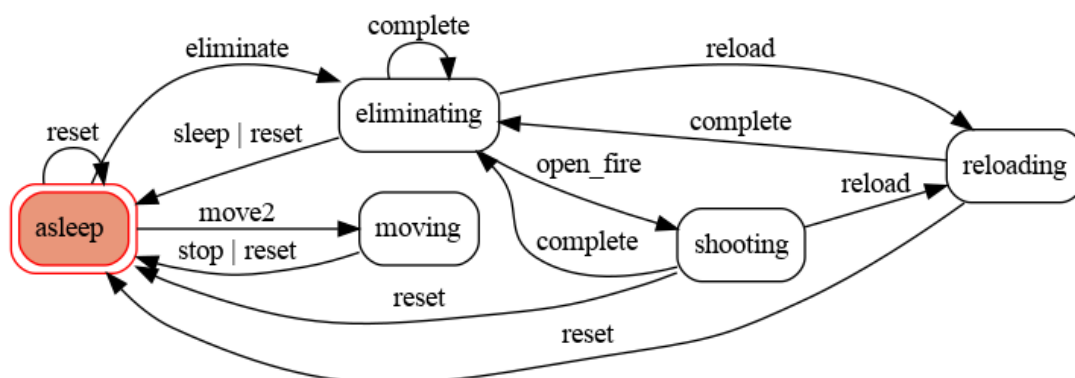 complete
eliminate
reload
eliminating
reset
sleep | reset
complete
open_fire
reloading
reload
move2
asleep
moving
complete
shooting
stop | reset
reset
reset